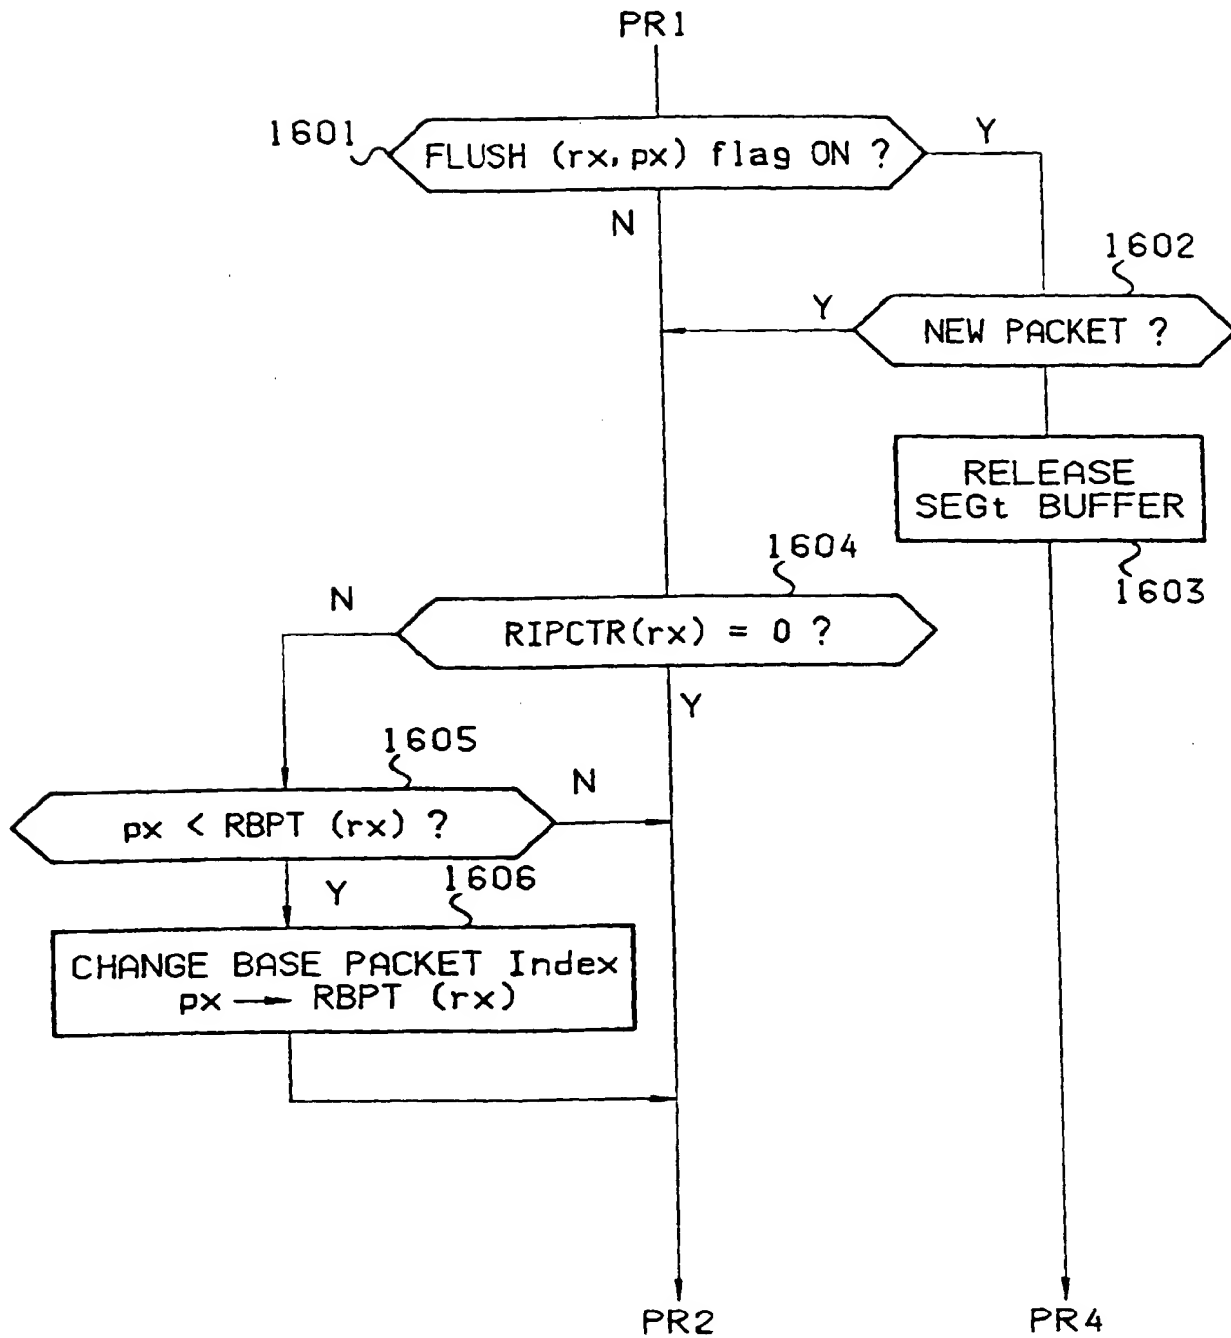 PR1
1601
FLUSH (rx, px) flag ON ?
Y
N
1602
Y
NEW PACKET ?
RELEASE
SEGt BUFFER
1603
1604
N
RIPCTR(rx) = 0 ?
Y
1605
N
px < RBPT (rx) ?
Y
1606
CHANGE BASE PACKET Index
px → RBPT (rx)
PR2
PR4